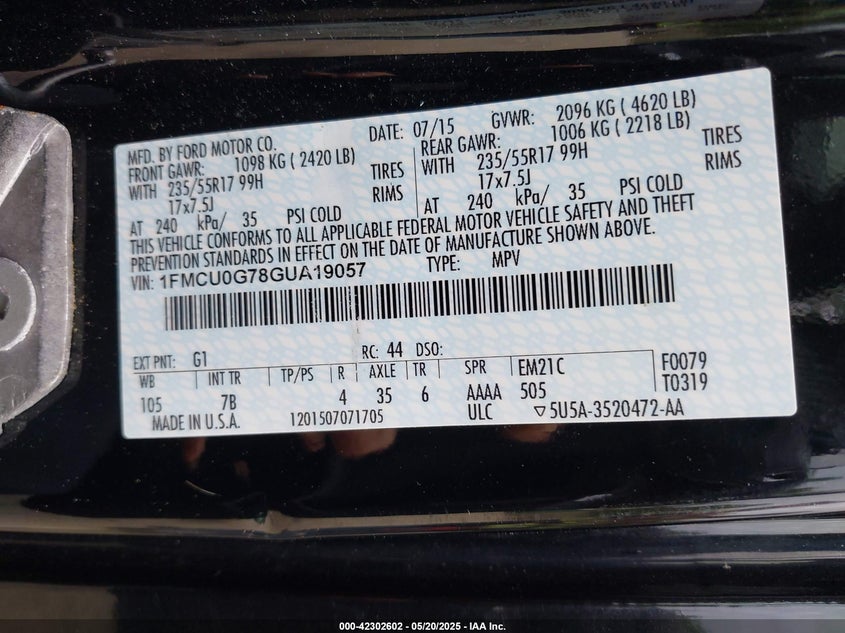 MFD. BY FORD MOTOR CO. DATE: 07/15 GVWR: 2096 KG ( 4620 LB)
FRONT GAWR: 1098 KG ( 2420 LB) REAR GAWR: 1006 KG ( 2218 LB)
WITH 235/55R17 99H TIRES WITH 235/55R17 99H TIRES
17x7.5J RIMS 17x7.5J RIMS
AT 240 kPa/ 35 PSI COLD AT 240 kPa/ 35 PSI COLD
THIS VEHICLE CONFORMS TO ALL APPLICABLE FEDERAL MOTOR VEHICLE SAFETY AND THEFT
PREVENTION STANDARDS IN EFFECT ON THE DATE OF MANUFACTURE SHOWN ABOVE.
VIN: 1FMCU0G78GUA19057 TYPE: MPV
EXT PNT: G1 RC: 44 DSO:
WB INT TR TP/PS R AXLE TR SPR EM21C F0079
105 7B 4 35 6 AAAA 505 T0319
MADE IN U.S.A. 1201507071705 ULC ▽5U5A-3520472-AA
000-42302602 - 05/20/2025 - IAA Inc.